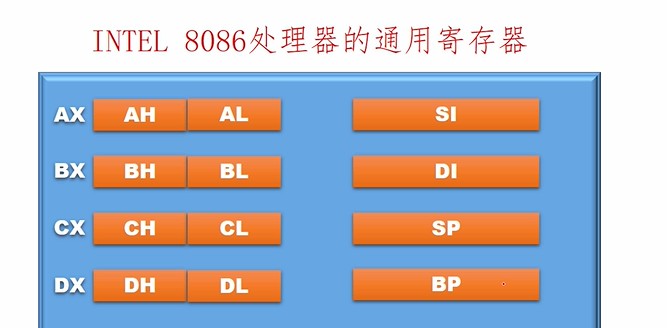 INTEL 8086处理器的通用寄存器
AX AH AL SI
BX BH BL DI
CX CH CL SP
DX DH DL BP